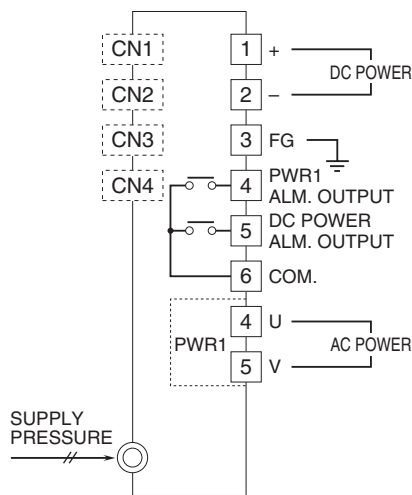 CN1
1
+
DC POWER
CN2
2
–
CN3
3
FG
CN4
4
PWR1
ALM. OUTPUT
5
DC POWER
ALM. OUTPUT
6
COM.
PWR1
4
U
AC POWER
5
V
SUPPLY
PRESSURE